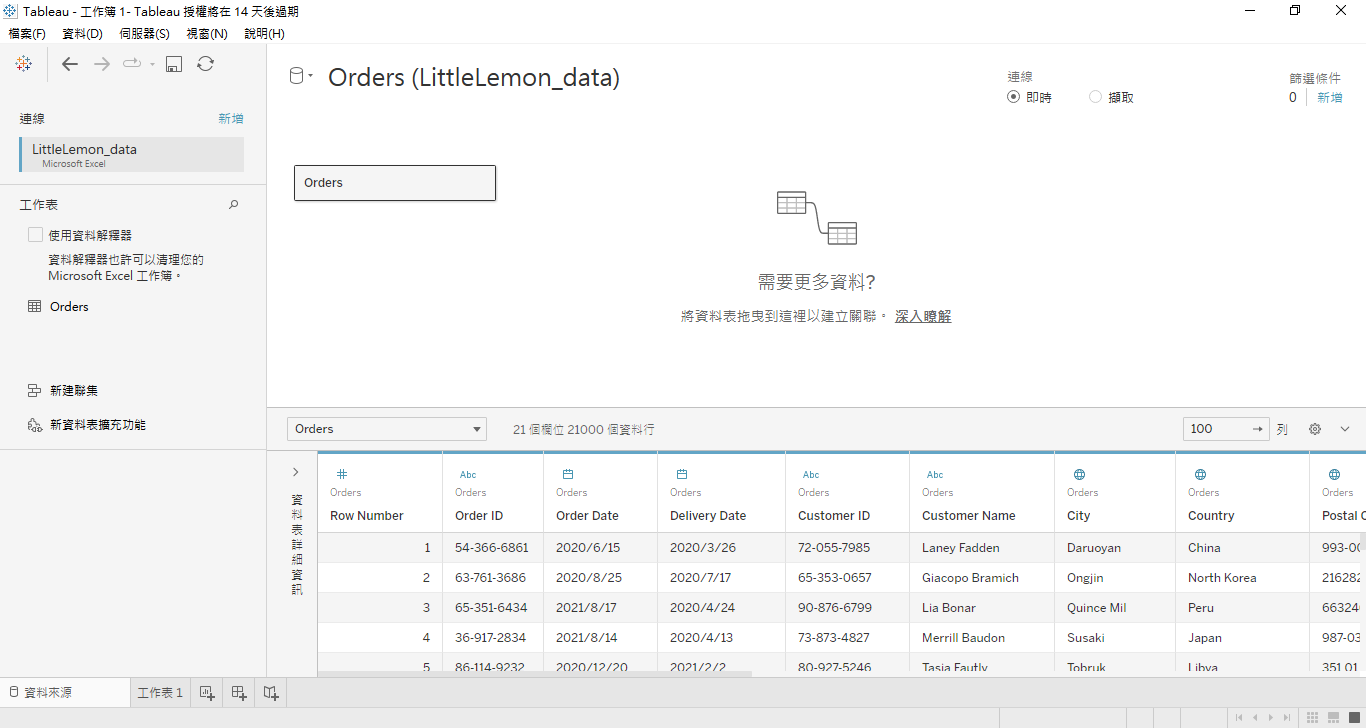 Tableau - 工作簿 1- Tableau 授權將在 14 天後過期
檔案(F) 資料(D) 伺服器(S) 視窗(N) 說明(H)
連線 新增
LittleLemon_data
Microsoft Excel
工作表
使用資料解釋器
資料解釋器也許可以清理您的
Microsoft Excel 工作簿。
Orders
新建聯集
新資料表擴充功能
Orders (LittleLemon_data)
連線
即時 擷取
篩選條件
0 新增
Orders
需要更多資料?
將資料表拖曳到這裡以建立關聯。 深入瞭解
Orders 21 個欄位 21000 個資料行 100 列
資料表詳細資訊
Abc Abc Abc
Orders Orders Orders Orders Orders Orders Orders Orders Orders
Row Number Order ID Order Date Delivery Date Customer ID Customer Name City Country Postal C
1 54-366-6861 2020/6/15 2020/3/26 72-055-7985 Laney Fadden Daruoyan China 993-00
2 63-761-3686 2020/8/25 2020/7/17 65-353-0657 Giacopo Bramich Ongjin North Korea 216282
3 65-351-6434 2021/8/17 2020/4/24 90-876-6799 Lia Bonar Quince Mil Peru 66324
4 36-917-2834 2021/8/14 2020/4/13 73-873-4827 Merrill Baudon Susaki Japan 987-03
5 86-114-9232 2020/12/20 2021/2/2 80-927-5246 Tasia Fautly Tobruk Libya 351 01
資料來源 工作表 1